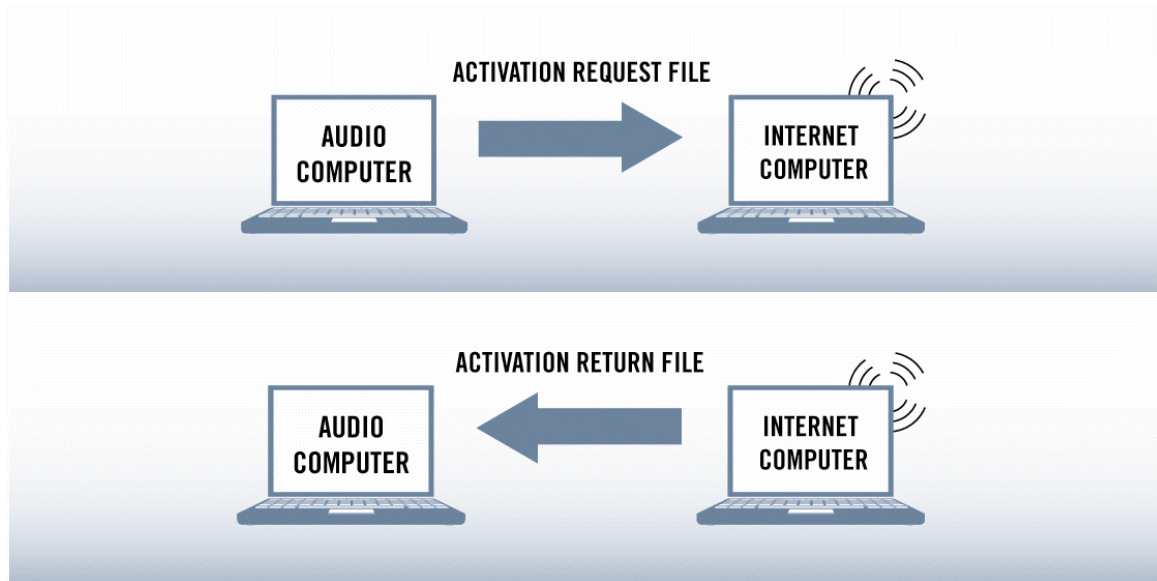 ACTIVATION REQUEST FILE
AUDIO
COMPUTER
INTERNET
COMPUTER
ACTIVATION RETURN FILE
AUDIO
COMPUTER
INTERNET
COMPUTER